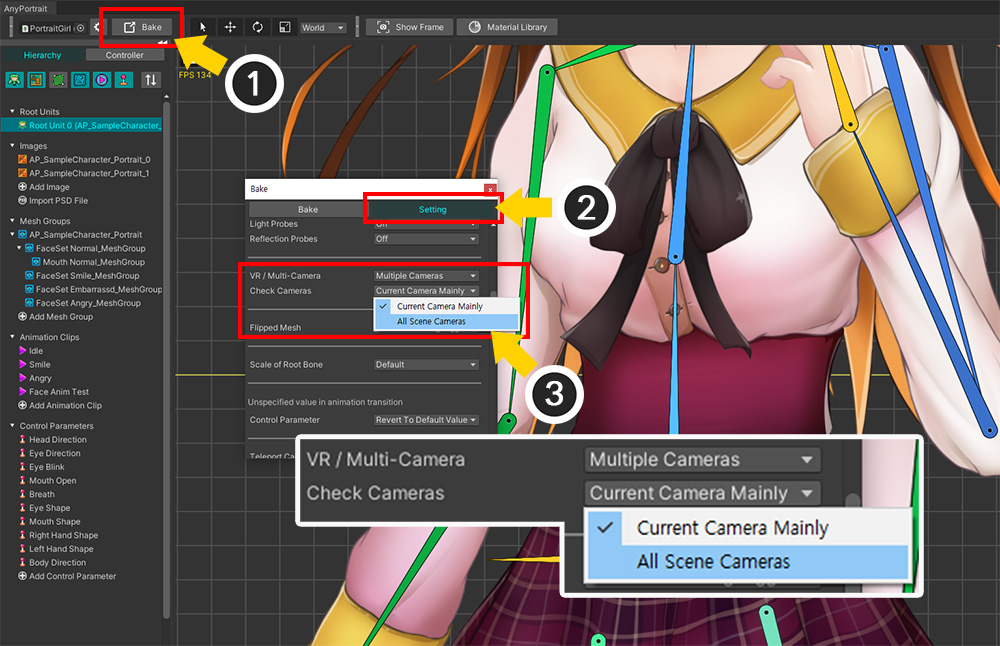 AnyPortrait
PortraitGirl
Bake
World
Show Frame
Material Library
1
Hierarchy
Controller
FPS 134
Root Units
Root Unit 0 (AP_SampleCharacter_
Images
AP_SampleCharacter_Portrait_0
AP_SampleCharacter_Portrait_1
Add Image
Import PSD File
Mesh Groups
AP_SampleCharacter_Portrait
FaceSet Normal_MeshGroup
Mouth Normal_MeshGroup
FaceSet Smile_MeshGroup
FaceSet Embarrassd_MeshGroup
FaceSet Angry_MeshGroup
Add Mesh Group
Animation Clips
Idle
Smile
Angry
Face Anim Test
Add Animation Clip
Control Parameters
Head Direction
Eye Direction
Eye Blink
Mouth Open
Breath
Eye Shape
Mouth Shape
Right Hand Shape
Left Hand Shape
Body Direction
Add Control Parameter
Bake
x
Bake
Setting
2
Light Probes
Off
Reflection Probes
Off
VR / Multi-Camera
Multiple Cameras
Check Cameras
Current Camera Mainly
Current Camera Mainly
All Scene Cameras
Flipped Mesh
3
Scale of Root Bone
Default
Unspecified value in animation transition
Control Parameter
Revert To Default Value
VR / Multi-Camera
Multiple Cameras
Check Cameras
Current Camera Mainly
Current Camera Mainly
All Scene Cameras